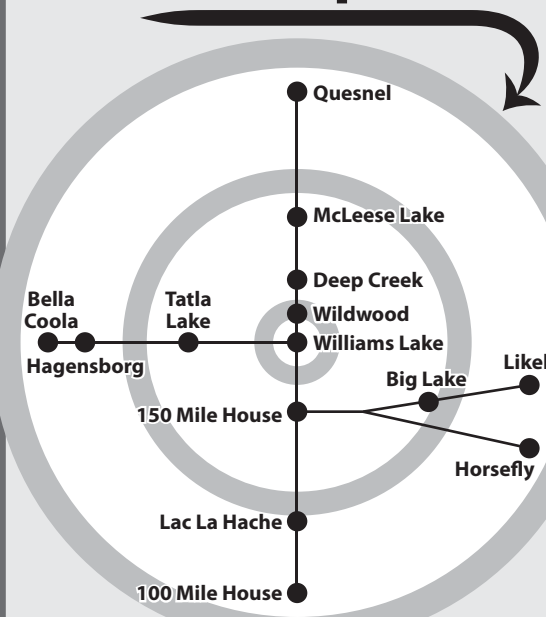 Quesnel
McLeese Lake
Deep Creek
Bella
Coola
Tatla
Lake
Wildwood
Williams Lake
Hagensborg
Big Lake
150 Mile House
Horsefly
Lac La Hache
100 Mile House